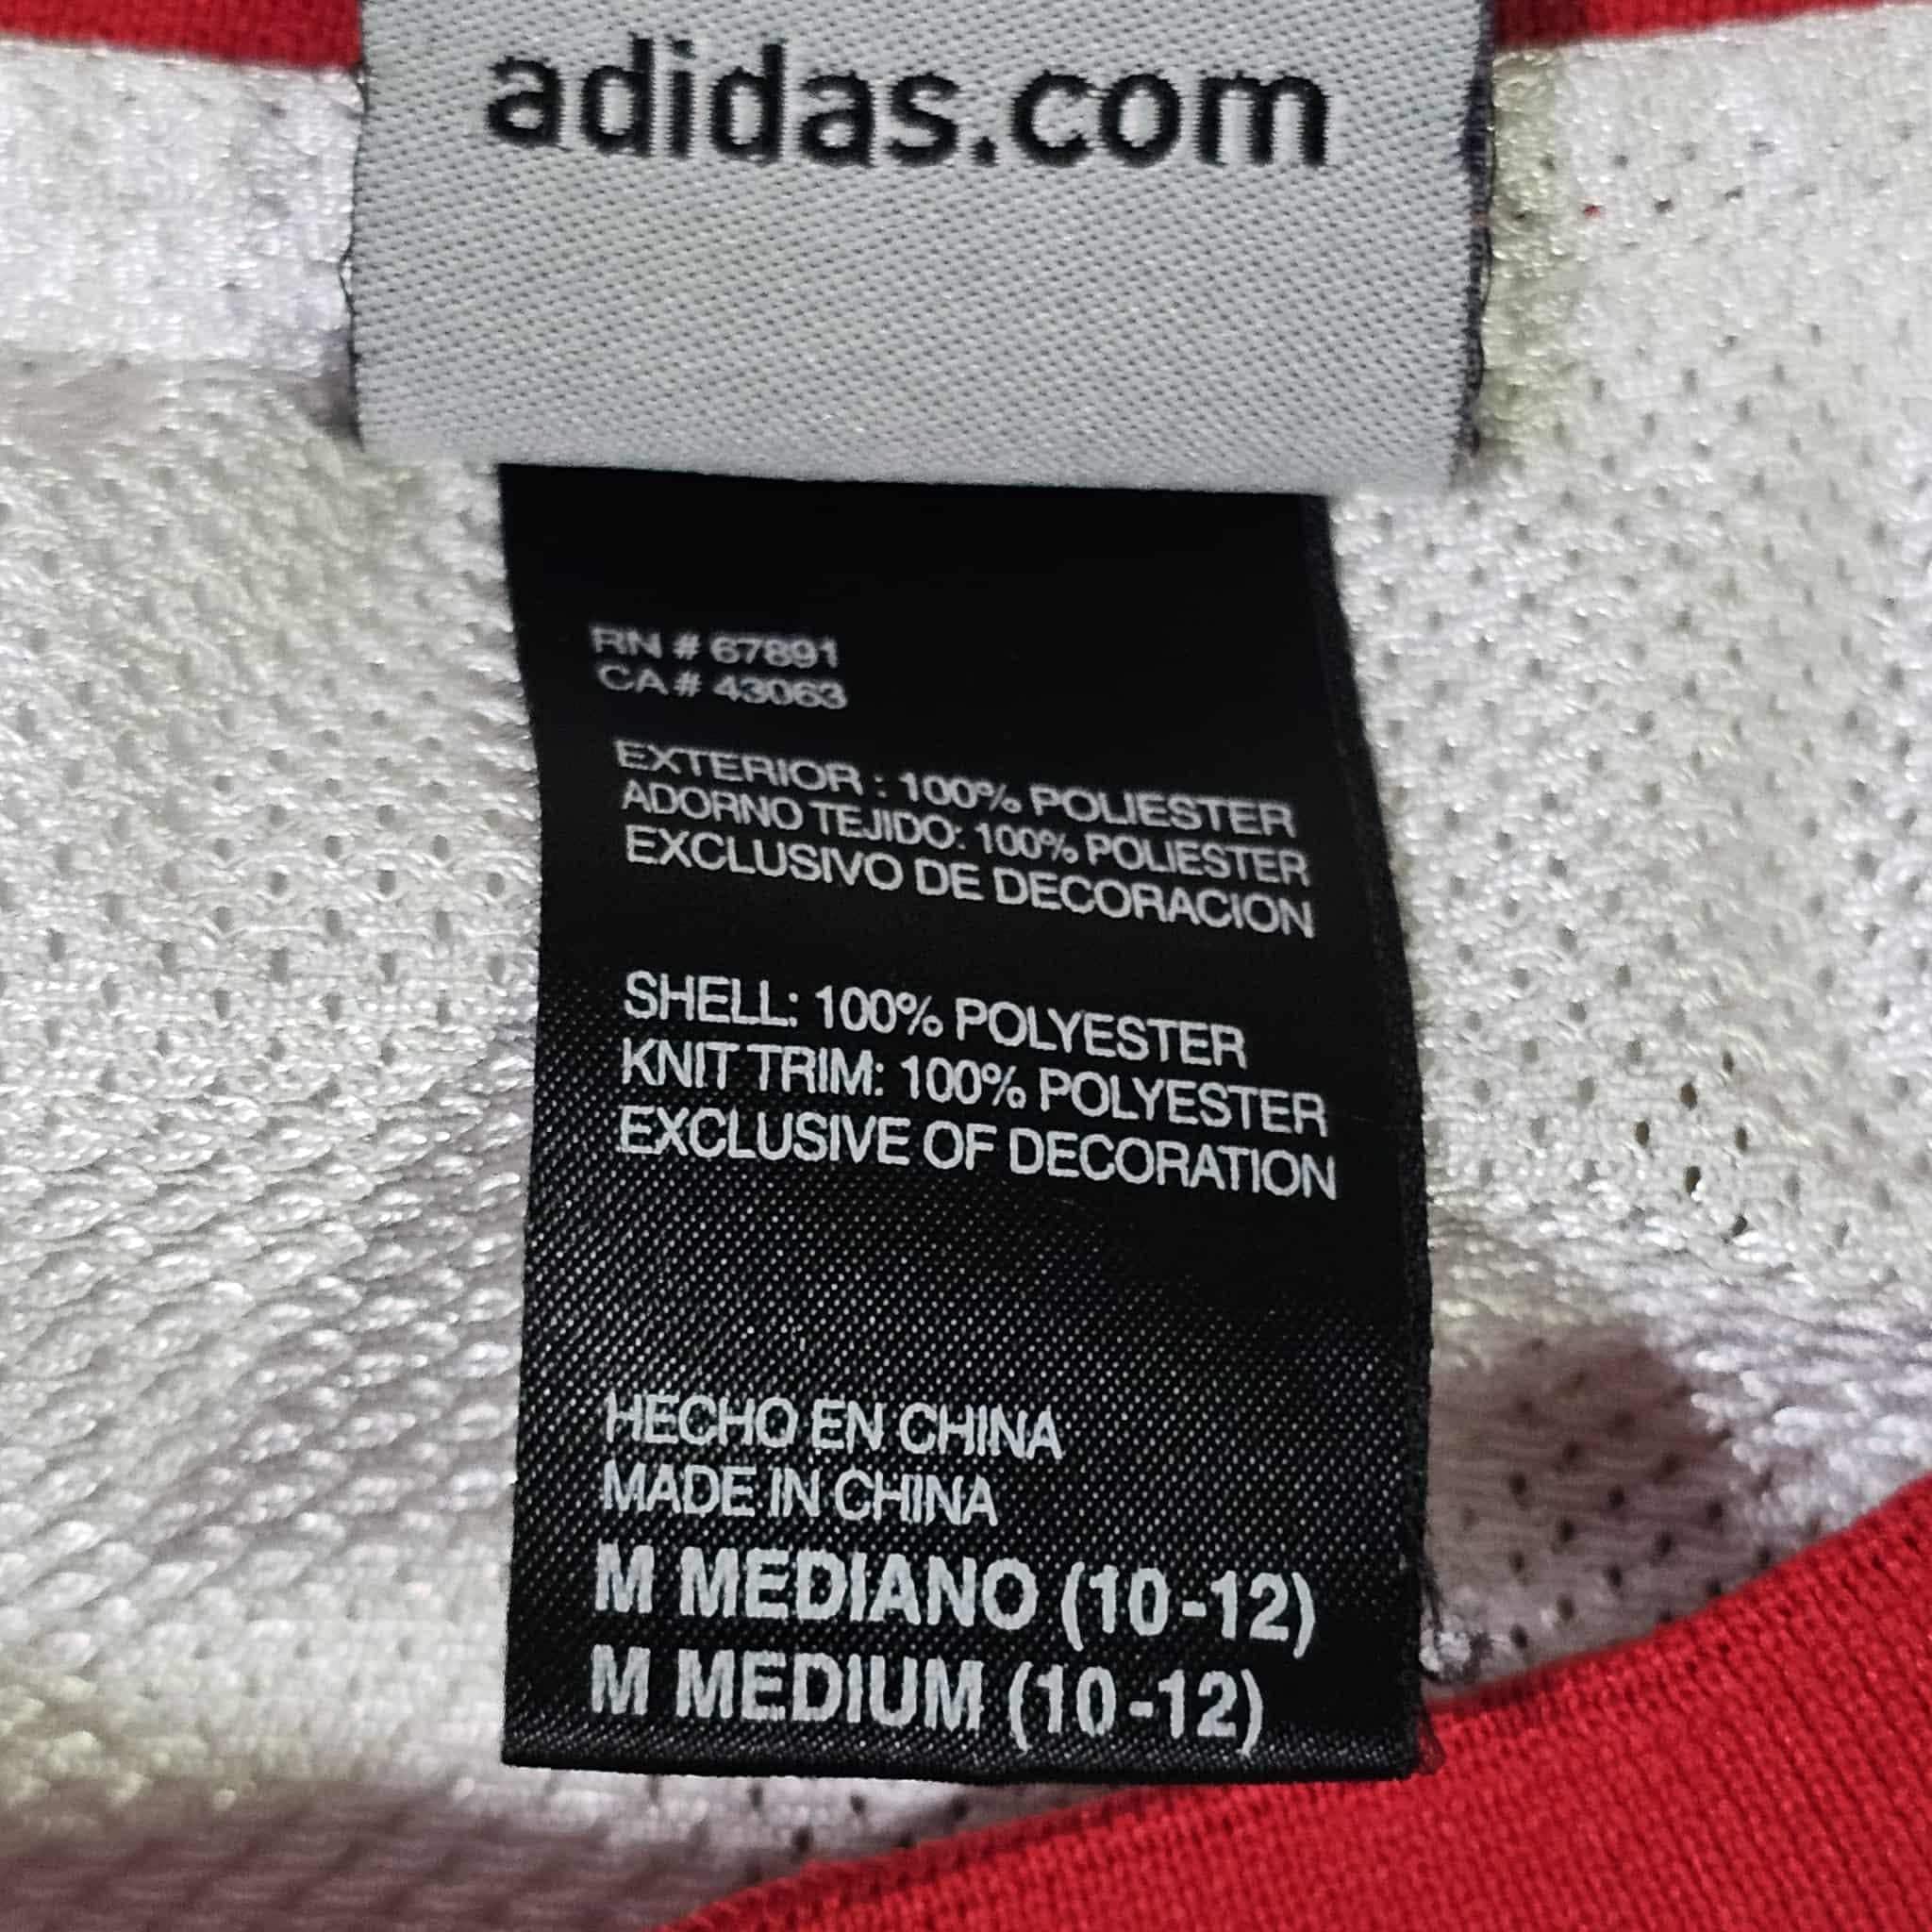 adidas.com
RN # 67891
CA# 43063
EXTERIOR : 100% POLIESTER
ADORNO TEJIDO: 100% POLIESTER
EXCLUSIVO DE DECORACION
SHELL: 100% POLYESTER
KNIT TRIM: 100% POLYESTER
EXCLUSIVE OF DECORATION
HECHO EN CHINA
MADE IN CHINA
M MEDIANO (10-12)
M MEDIUM (10-12)